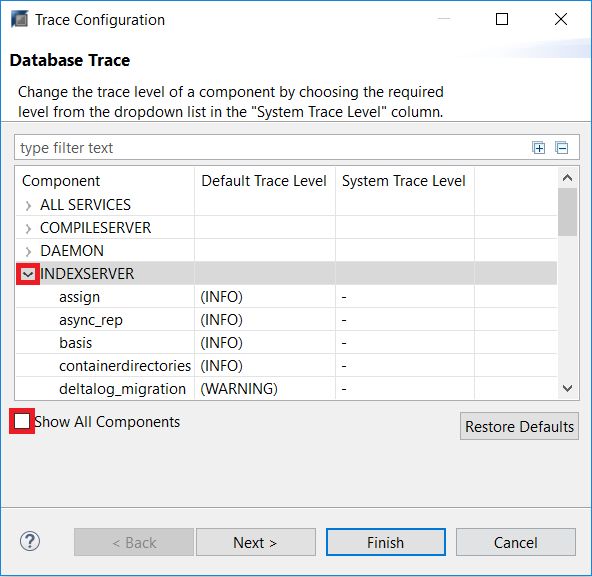 Trace Configuration
Database Trace
Change the trace level of a component by choosing the required
level from the dropdown list in the "System Trace Level" column.
type filter text
Component Default Trace Level System Trace Level
ALL SERVICES
COMPILESERVER
DAEMON
INDEXSERVER
assign (INFO) -
async_rep (INFO) -
basis (INFO) -
containerdirectories (INFO) -
deltalog_migration (WARNING) -
Show All Components
Restore Defaults
? < Back Next > Finish Cancel